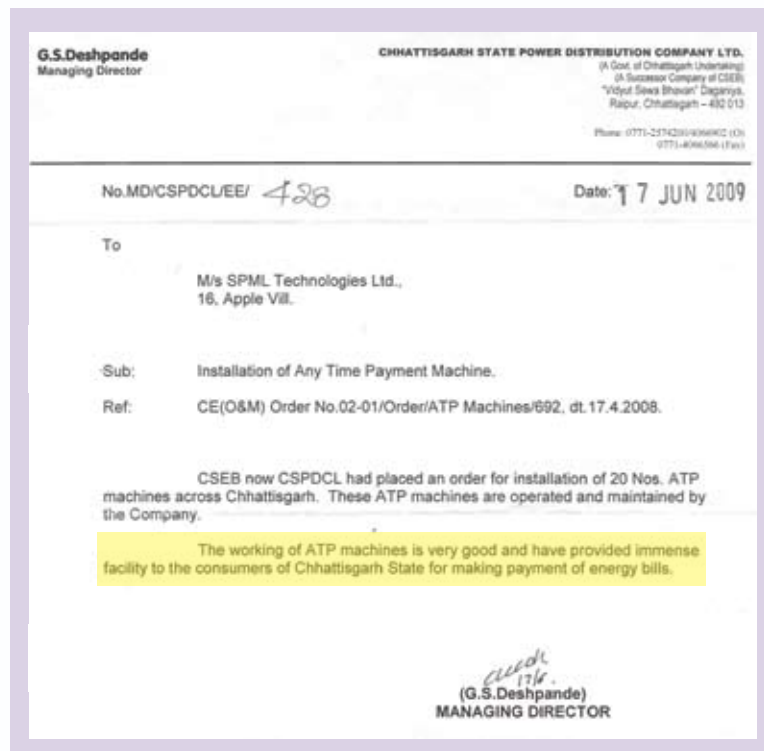 G.S.Deshpande
Managing Director
CHHATTISGARH STATE POWER DISTRIBUTION COMPANY LTD.
(A Govt. of Chhattisgarh Undertaking)
(A Successor Company of CSEB)
"Vidyut Sewa Bhavan" Daganiya,
Raipur, Chhattisgarh – 492 013
Phone: (O)
(Fax)
No.MD/CSPDCL/EE/ 428
Date: 17 JUN 2009
To
M/s SPML Technologies Ltd.,
16, Apple Vill.
Sub: Installation of Any Time Payment Machine.
Ref: CE(O&M) Order No.02-01/Order/ATP Machines/692, dt.17.4.2008.
CSEB now CSPDCL had placed an order for installation of 20 Nos. ATP
machines across Chhattisgarh. These ATP machines are operated and maintained by
the Company.
The working of ATP machines is very good and have provided immense
facility to the consumers of Chhattisgarh State for making payment of energy bills.
17/6.
(G.S.Deshpande)
MANAGING DIRECTOR